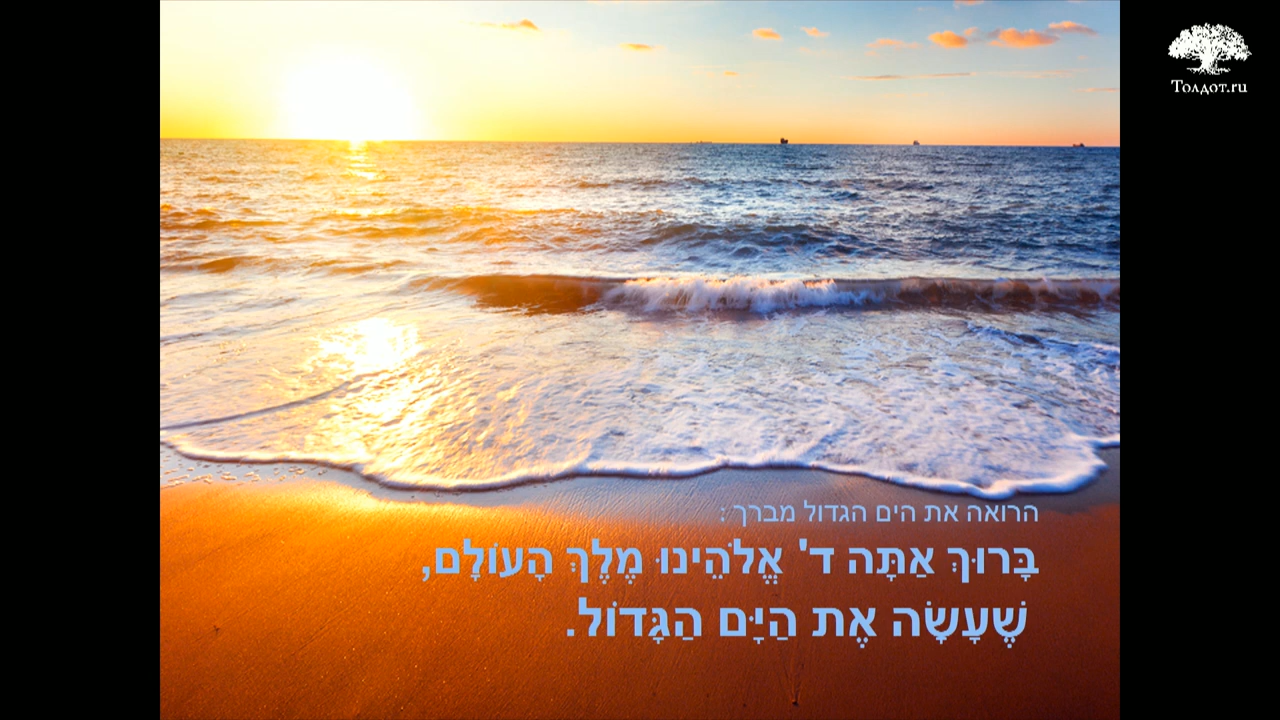 Толдот.ru
הרואה את הים הגדול מברך :
בָּרוּךְ אַתָּה ד' אֱלֹהֵינוּ מֶלֶךְ הָעוֹלָם,
שֶׁעָשָׂה אֶת הַיָּם הַגָּדוֹל.